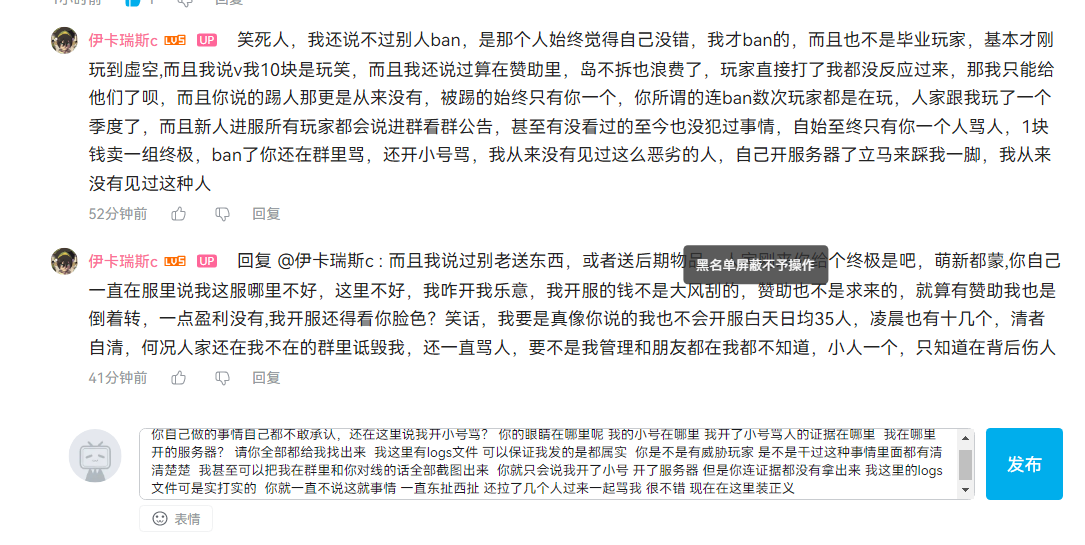 1小时前 1 回复
伊卡瑞斯c LV5 UP 笑死人，我还说不过别人ban，是那个人始终觉得自己没错，我才ban的，而且也不是毕业玩家，基本才刚
玩到虚空,而且我说v我10块是玩笑，而且我还说过算在赞助里，岛不拆也浪费了，玩家直接打了我都没反应过来，那我只能给
他们了呗，而且你说的踢人那更是从来没有，被踢的始终只有你一个，你所谓的连ban数次玩家都是在玩，人家跟我玩了一个
季度了，而且新人进服所有玩家都会说进群看群公告，甚至有没看过的至今也没犯过事情，自始至终只有你一个人骂人，1块
钱卖一组终极，ban了你还在群里骂，还开小号骂，我从来没有见过这么恶劣的人，自己开服务器了立马来踩我一脚，我从来
没有见过这种人
52分钟前 回复
伊卡瑞斯c LV5 UP 回复 @伊卡瑞斯c : 而且我说过别老送东西，或者送后期物品，人家刚来你给个终极是吧，萌新都蒙,你自己
黑名单屏蔽不予操作
一直在服里说我这服哪里不好，这里不好，我咋开我乐意，我开服的钱不是大风刮的，赞助也不是求来的，就算有赞助我也是
倒着转，一点盈利没有,我开服还得看你脸色？笑话，我要是真像你说的我也不会开服白天日均35人，凌晨也有十几个，清者
自清，何况人家还在我不在的群里诋毁我，还一直骂人，要不是我管理和朋友都在我都不知道，小人一个，只知道在背后伤人
41分钟前 回复
你自己做的事情自己都不敢承认，还在这里说我开小号骂？ 你的眼睛在哪里呢 我的小号在哪里 我开了小号骂人的证据在哪里 我在哪里
开的服务器？ 请你全部都给我找出来 我这里有logs文件 可以保证我发的是都属实 你是不是有威胁玩家 是不是干过这种事情里面都有清
清楚楚 我甚至可以把我在群里和你对线的话全部截图出来 你就只会说我开了小号 开了服务器 但是你连证据都没有拿出来 我这里的logs
文件可是实打实的 你就一直不说这就事情 一直东扯西扯 还拉了几个人过来一起骂我 很不错 现在在这里装正义
发布
表情